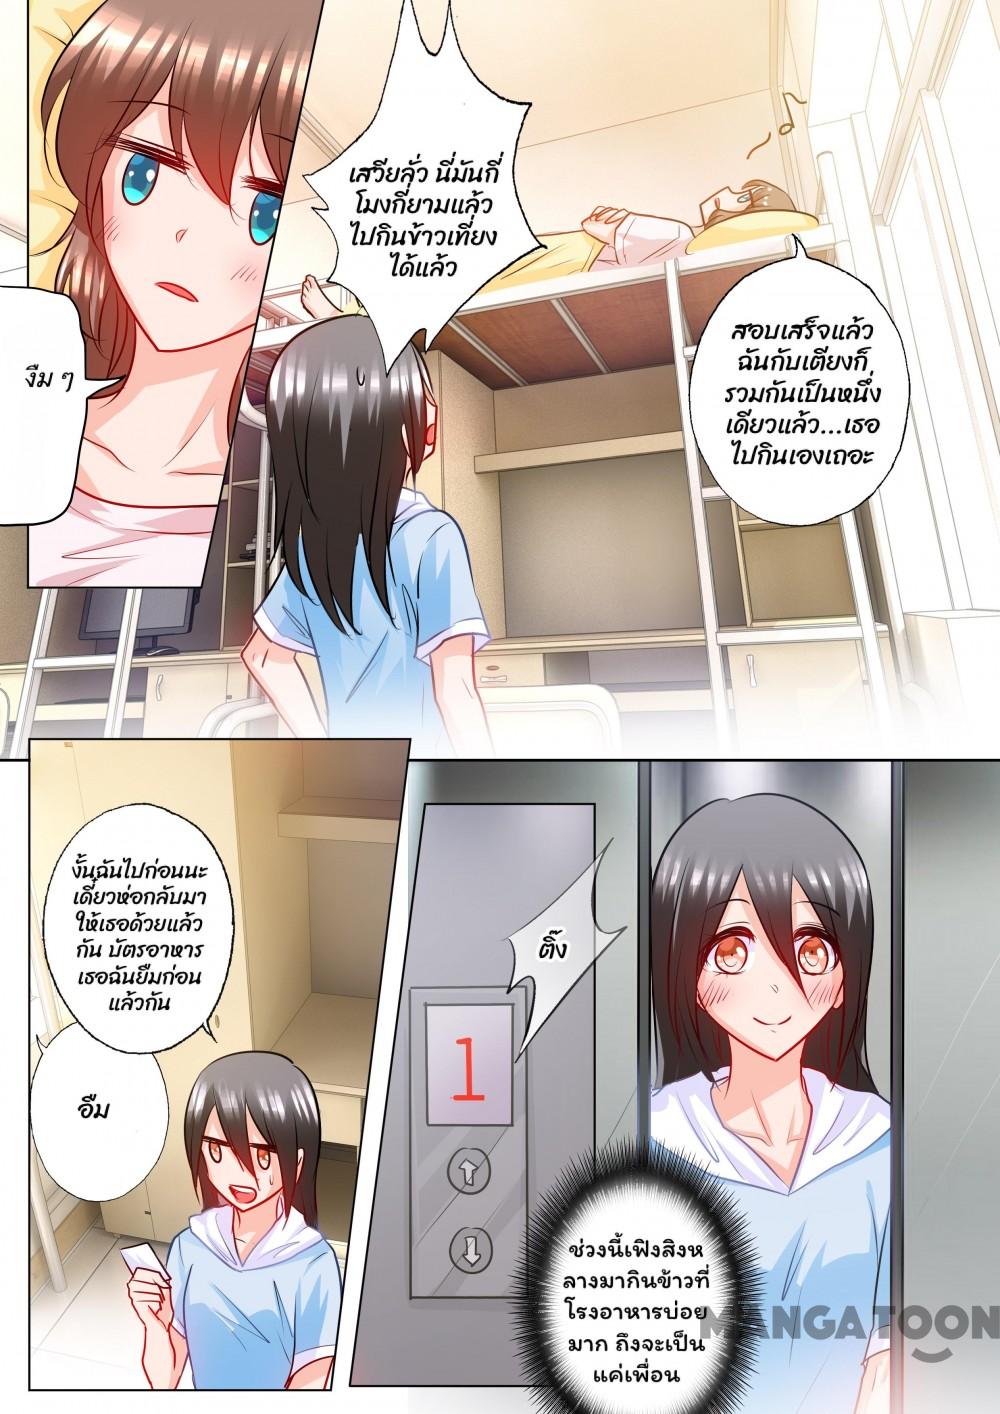 เสวียลั่ว นี่มันกี่
โมงกี่ยามแล้ว
ไปกินข้าวเที่ยง
ได้แล้ว
สอบเสร็จแล้ว
ฉันกับเตียงก็
รวมกันเป็นหนึ่ง
เดียวแล้ว...เธอ
ไปกินเองเถอะ
งืม ๆ
งั้นฉันไปก่อนนะ
เดี๋ยวห่อกลับมา
ให้เธอด้วยแล้ว
กัน บัตรอาหาร
เธอฉันยืมก่อน
แล้วกัน
อืม
ติ๊ง
1
ช่วงนี้เฟิงสิงห
ลางมากินข้าวที่
โรงอาหารบ่อย
มาก ถึงจะเป็น
แค่เพื่อน
MANGATOON